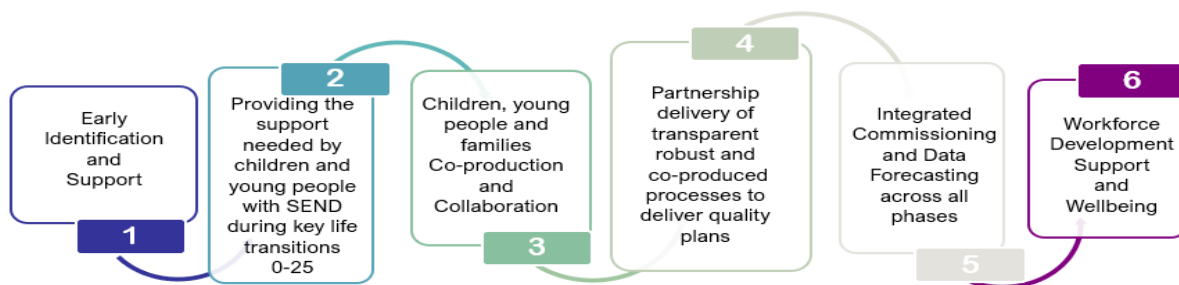 1
Early
Identification
and
Support
2
Providing the
support
needed by
children and
young people
with SEND
during key life
transitions
0-25
3
Children, young
people and
families
Co-production
and
Collaboration
4
Partnership
delivery of
transparent
robust and
co-produced
processes to
deliver quality
plans
5
Integrated
Commissioning
and Data
Forecasting
across all
phases
6
Workforce
Development
Support
and
Wellbeing